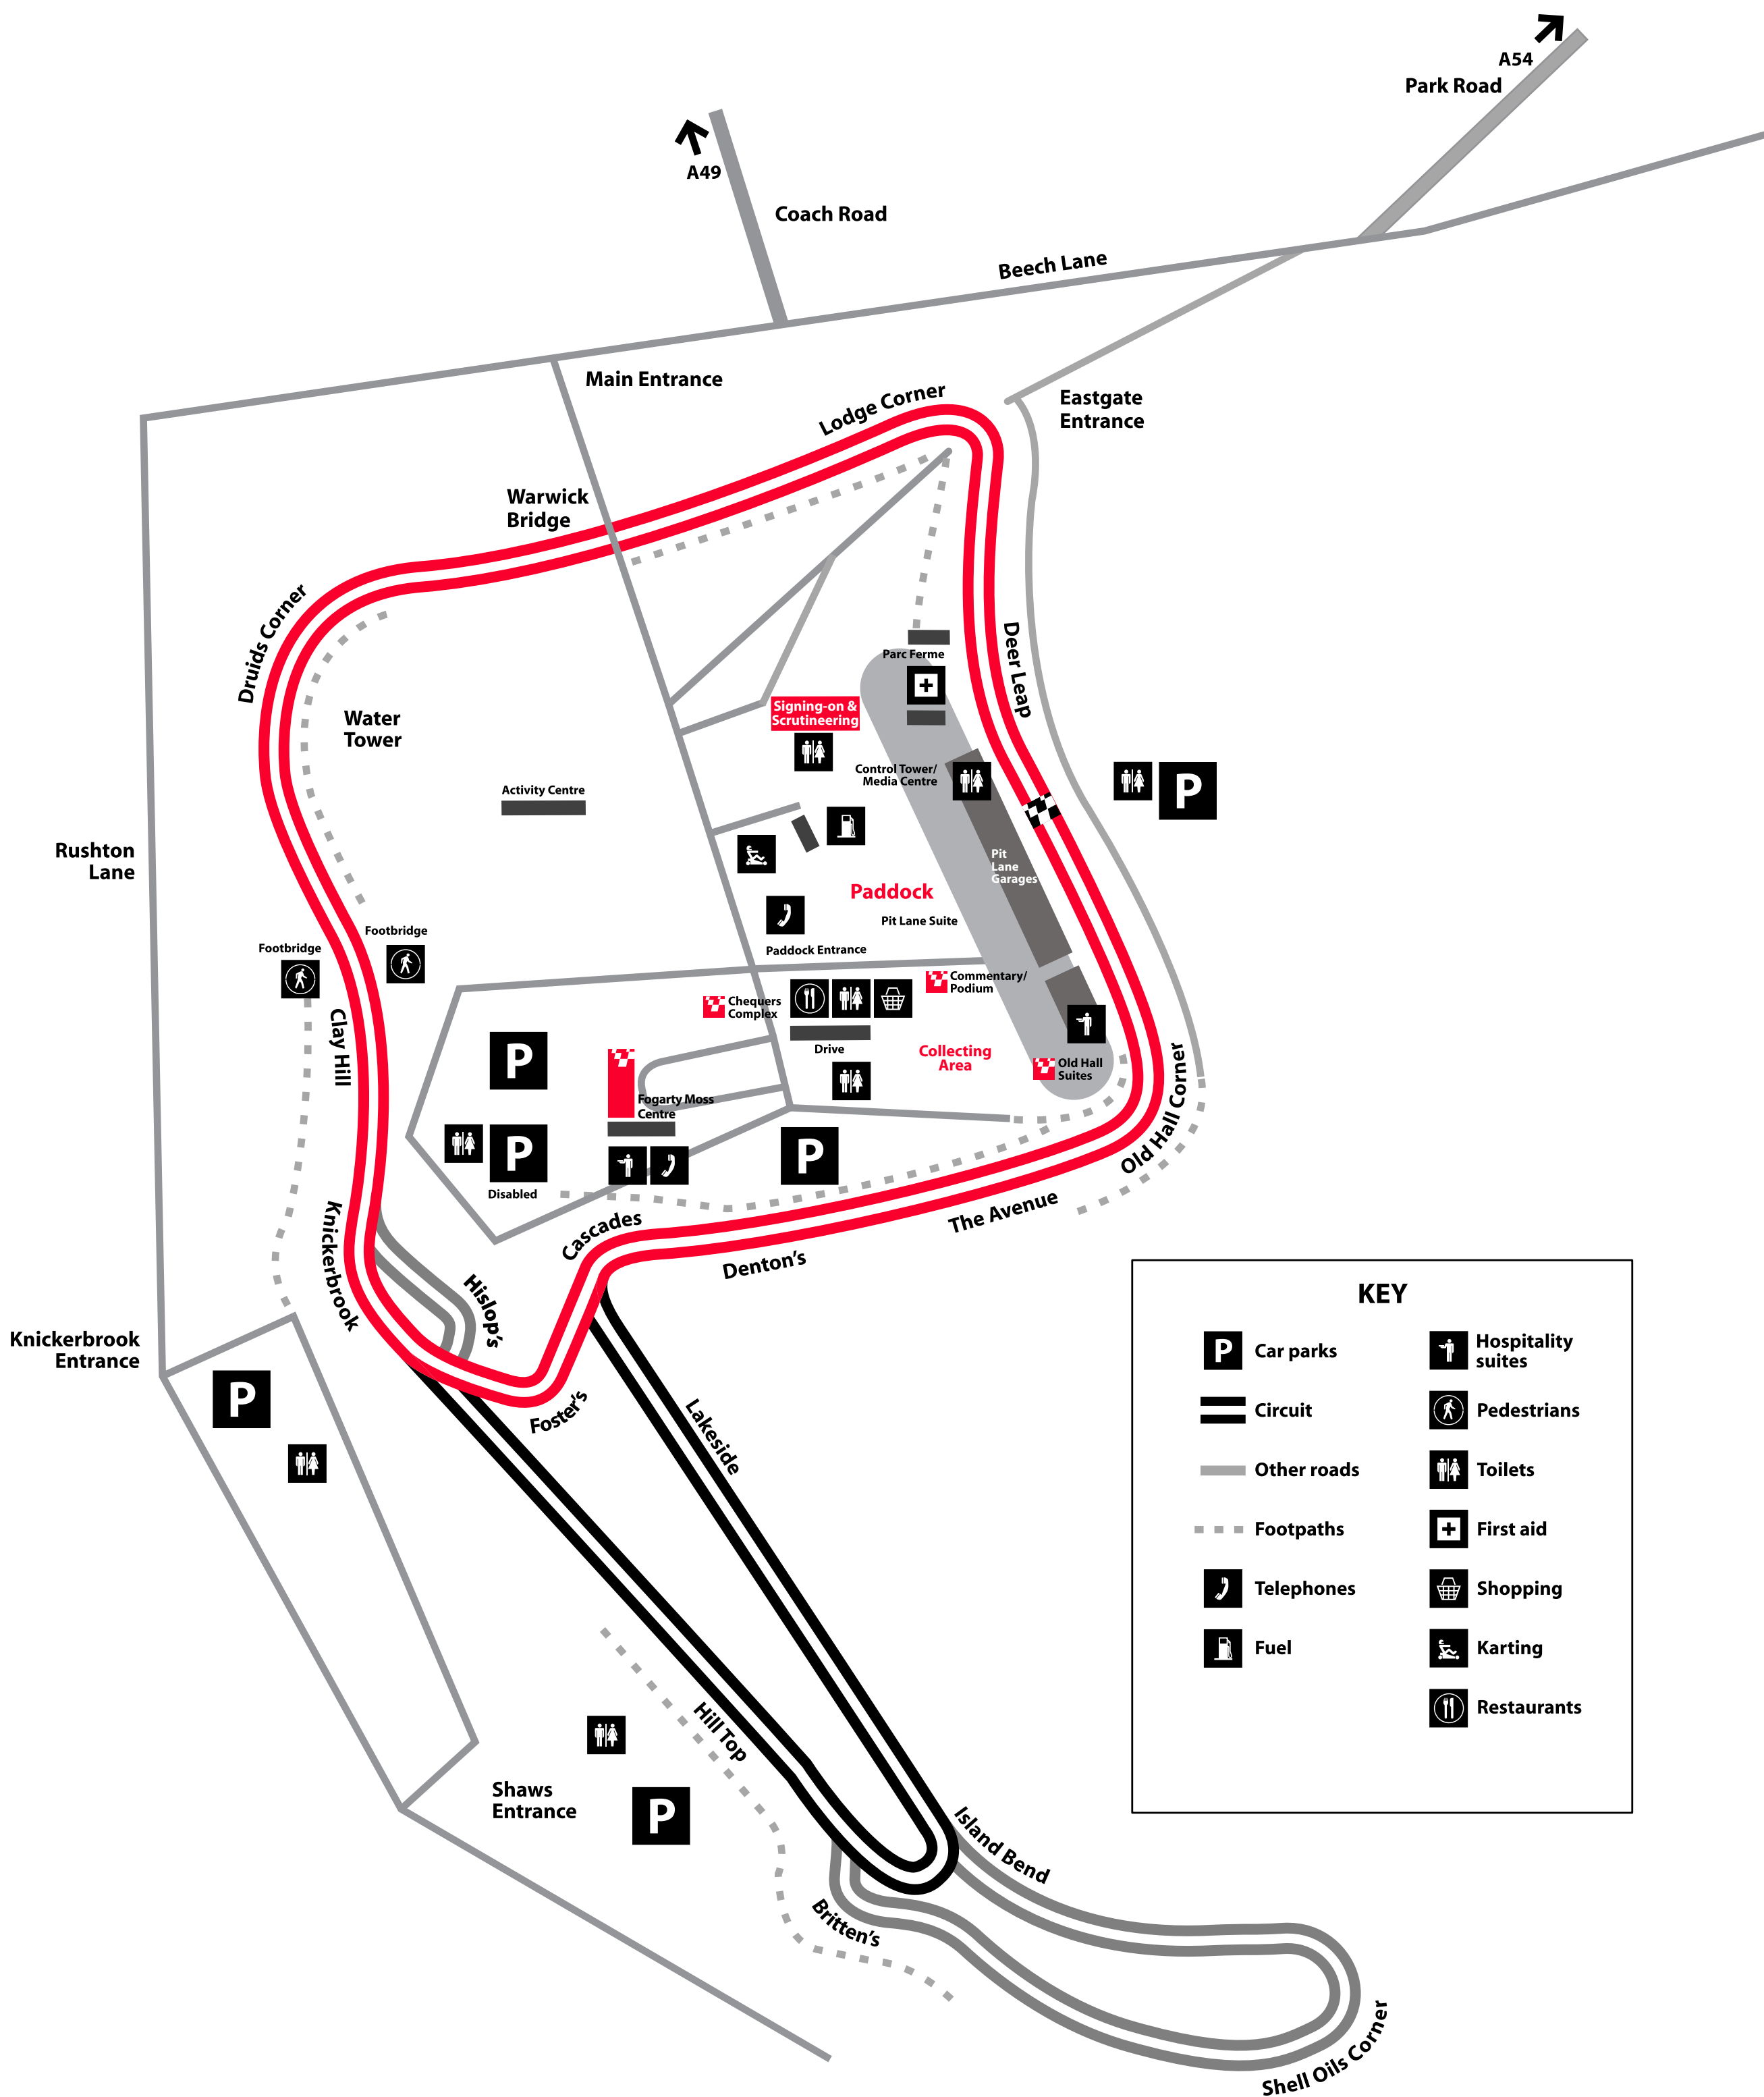 A54
Park Road
A49
Coach Road
Beech Lane
Main Entrance
Eastgate
Entrance
Lodge Corner
Warwick
Bridge
Druids Corner
Deer Leap
Parc Ferme
Signing-on &
Scrutineering
Water
Tower
Control Tower/
Media Centre
P
Activity Centre
Rushton
Lane
Pit
Lane
Garages
Paddock
Pit Lane Suite
Footbridge
Footbridge
Paddock Entrance
Commentary/
Podium
Chequers
Complex
Clay Hill
Drive
Collecting
Area
Old Hall
Suites
P
Fogarty Moss
Centre
Old Hall Corner
P
P
Disabled
Cascades
The Avenue
Denton's
Knickerbrook
Hislop's
Knickerbrook
Entrance
P
Foster's
Lakeside
KEY
P Car parks
Circuit
Other roads
Footpaths
Telephones
Fuel
Hospitality
suites
Pedestrians
Toilets
First aid
Shopping
Karting
Restaurants
Hill Top
Shaws
Entrance
P
Island Bend
Britten's
Shell Oils Corner